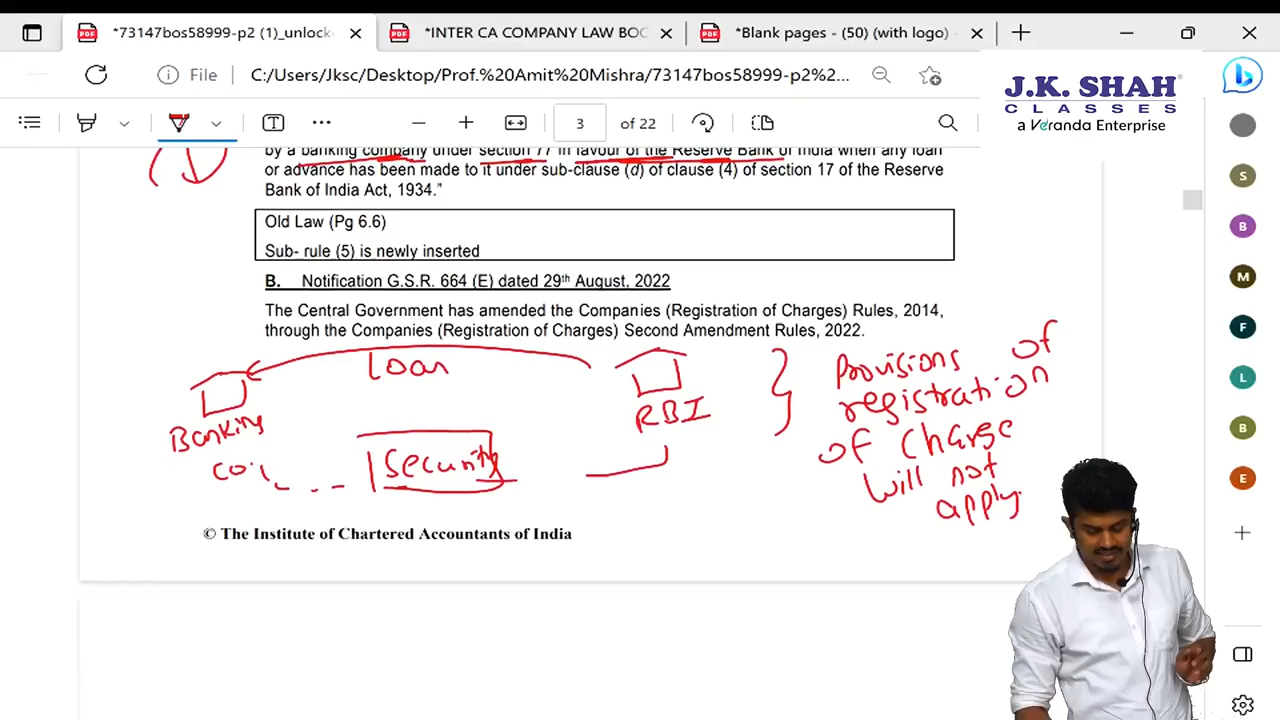 *73147bos58999-p2 (1)_unlock
*INTER CA COMPANY LAW BOO
*Blank pages - (50) (with logo) -
File
C:/Users/Jksc/Desktop/Prof.%20Amit%20Mishra/73147bos58999-p2%2...
J.K. SHAH
CLASSES
a Veranda Enterprise
3 of 22
by a banking company under section 77 in favour of the Reserve Bank of India when any loan
or advance has been made to it under sub-clause (d) of clause (4) of section 17 of the Reserve
Bank of India Act, 1934.”
Old Law (Pg 6.6)
Sub- rule (5) is newly inserted
B. Notification G.S.R. 664 (E) dated 29th August, 2022
The Central Government has amended the Companies (Registration of Charges) Rules, 2014,
through the Companies (Registration of Charges) Second Amendment Rules, 2022.
loan
Banking
co.
RBI
Security
Provisions of
registration
of charge
will not
apply
© The Institute of Chartered Accountants of India
S
B
M
F
L
B
E